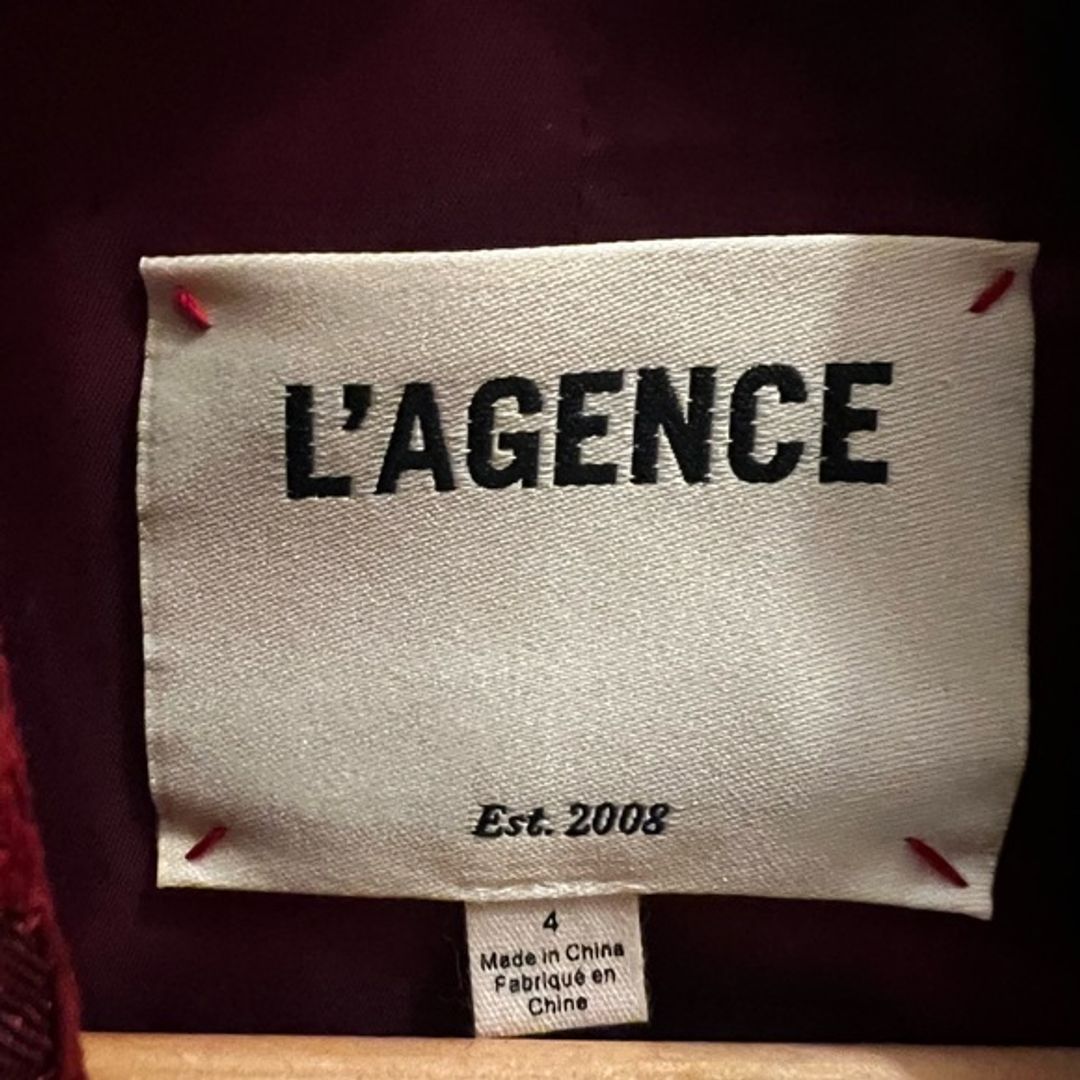 L'AGENCE
Est. 2008
4
Made in China
Fabriqué en
Chine